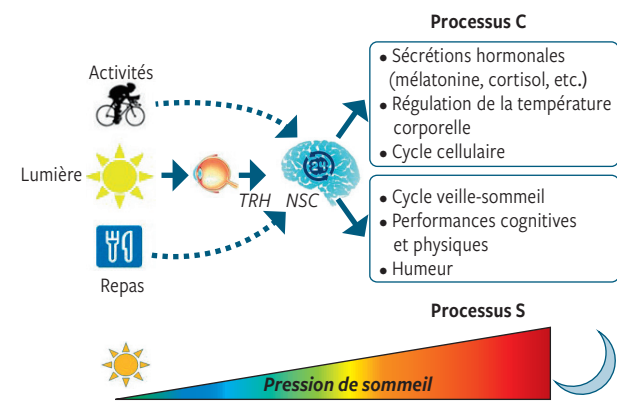 Processus C
Activités
• Sécrétions hormonales
(mélatonine, cortisol, etc.)
• Régulation de la température
corporelle
• Cycle cellulaire
Lumière
TRH NSC
• Cycle veille-sommeil
• Performances cognitives
et physiques
• Humeur
Repas
Processus S
Pression de sommeil